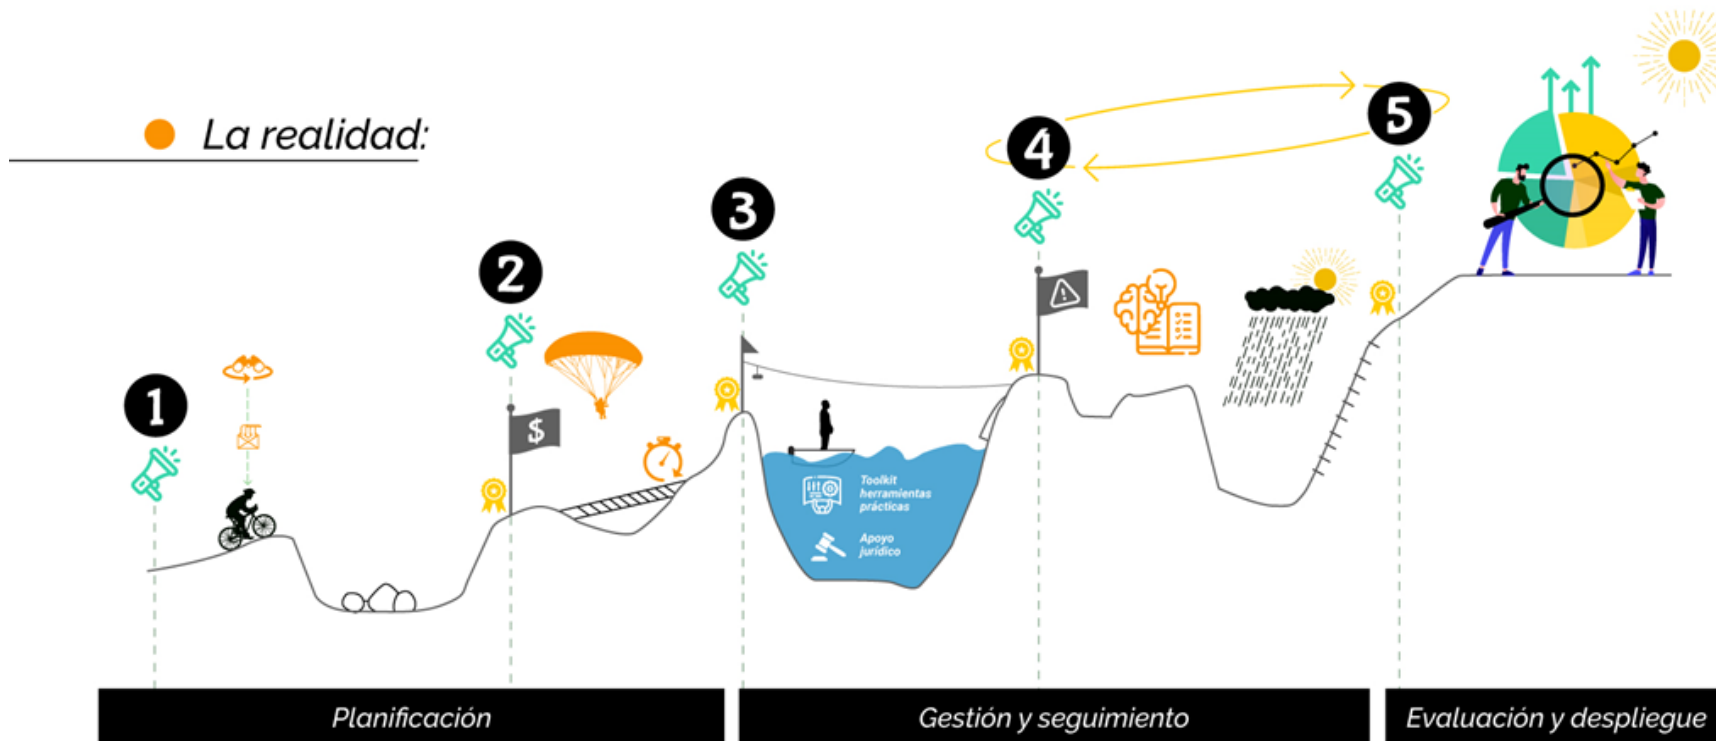 La realidad:
1
2
3
4
5
$
Toolkit
herramientas
prácticas
Apoyo
jurídico
Planificación
Gestión y seguimiento
Evaluación y despliegue